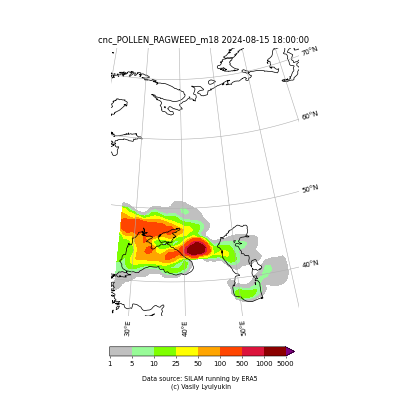 cnc_POLLEN_RAGWEED_m18 2024-08-15 18:00:00
70°N
60°N
50°N
40°N
30°E
40°E
50°E
1 5 10 25 50 100 500 1000 5000
Data source: SILAM running by ERA5
(c) Vasily Lyulyukin